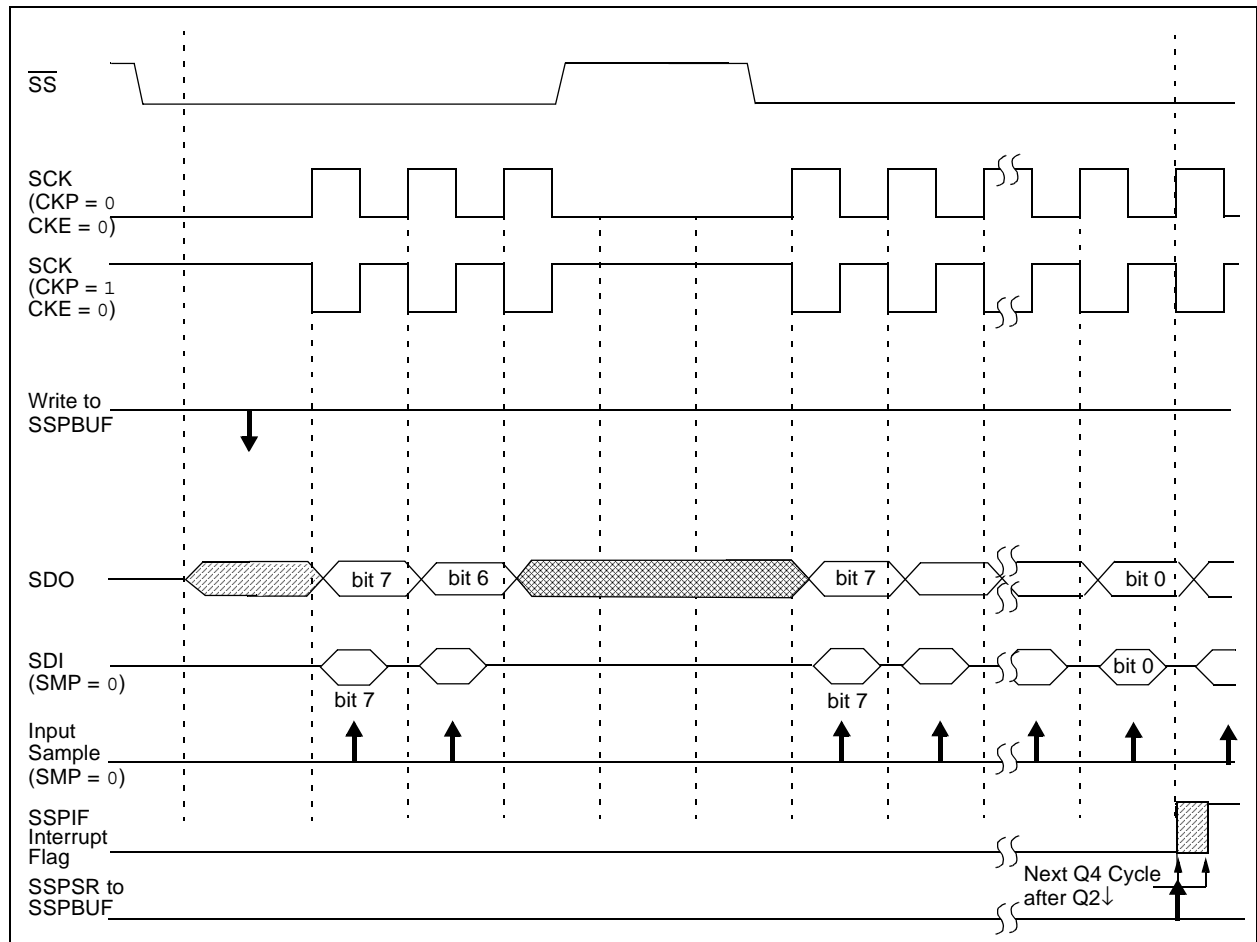 SS
SCK
(CKP = 0
CKE = 0)
SCK
(CKP = 1
CKE = 0)
Write to
SSPBUF
SDO
bit 7
bit 6
bit 7
bit 0
SDI
(SMP = 0)
bit 7
bit 7
bit 0
Input
Sample
(SMP = 0)
SSPIF
Interrupt
Flag
SSPSR to
SSPBUF
Next Q4 Cycle
after Q2↓